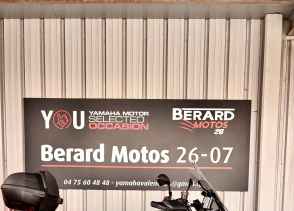 YOU YAMAHA MOTOR
SELECTED
OCCASION
BERARD
MOTOS
26
Berard Motos 26-07
04 75 60 48 48 -